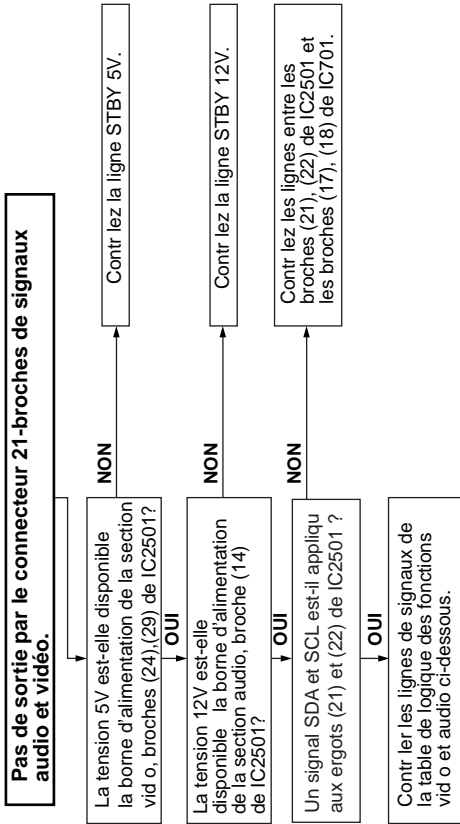 Pas de sortie par le connecteur 21-broches de signaux
audio et vidéo.
La tension 5V est-elle disponible
la borne d'alimentation de la section
vid o, broches (24),(29) de IC2501?
NON
Contr lez la ligne STBY 5V.
OUI
La tension 12V est-elle
disponible la borne d'alimentation
de la section audio, broche (14)
de IC2501?
NON
Contr lez la ligne STBY 12V.
OUI
Un signal SDA et SCL est-il appliqu
aux ergots (21) et (22) de IC2501 ?
NON
Contr lez les lignes entre les
broches (21), (22) de IC2501 et
les broches (17), (18) de IC701.
OUI
Contr ler les lignes de signaux de
la table de logique des fonctions
vid o et audio ci-dessous.